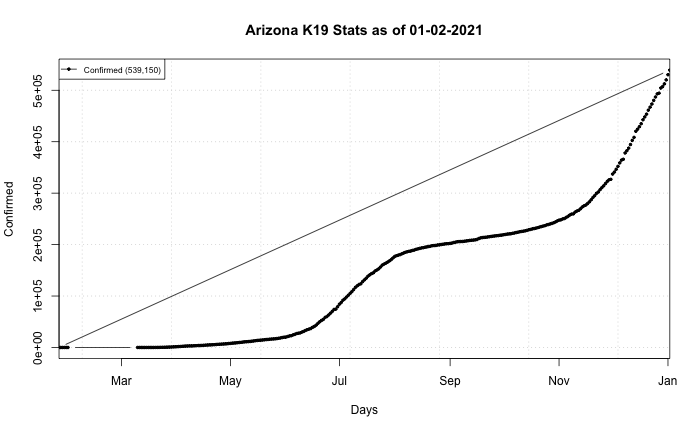 Arizona K19 Stats as of 01-02-2021
Confirmed (539,150)
Confirmed
5e+05
4e+05
3e+05
2e+05
1e+05
0e+00
Mar May Jul Sep Nov Jan
Days